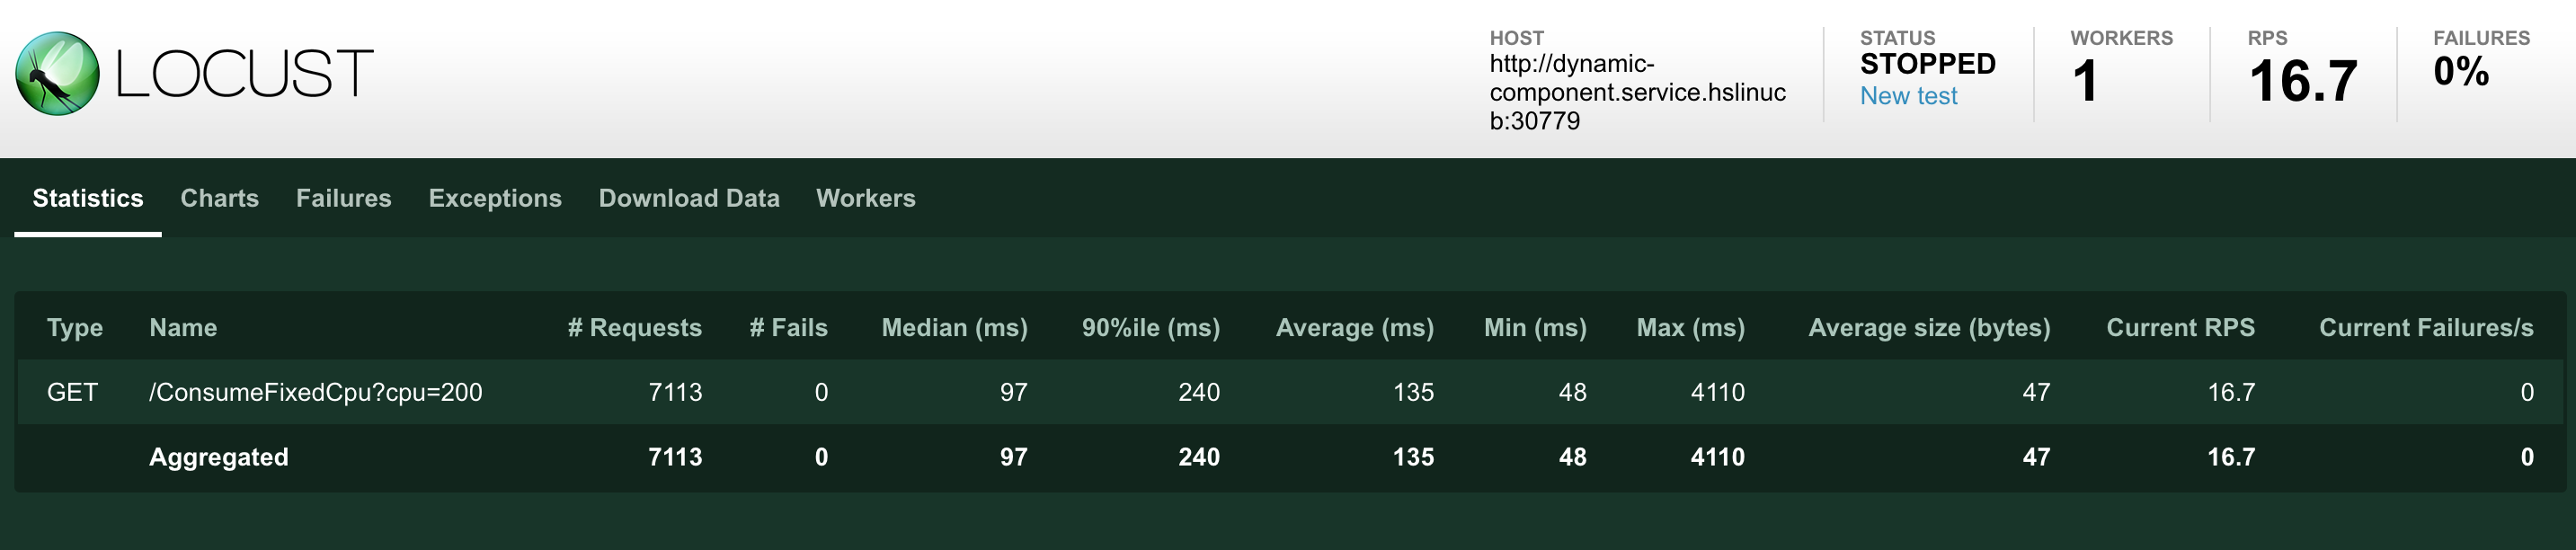 LOCUST
HOST
http://dynamic-
component.service.hslinuc
b:30779
STATUS
STOPPED
New test
WORKERS
1
RPS
16.7
FAILURES
0%
Statistics Charts Failures Exceptions Download Data Workers
Type Name # Requests # Fails Median (ms) 90%ile (ms) Average (ms) Min (ms) Max (ms) Average size (bytes) Current RPS Current Failures/s
GET /ConsumeFixedCpu?cpu=200 7113 0 97 240 135 48 4110 47 16.7 0
Aggregated 7113 0 97 240 135 48 4110 47 16.7 0